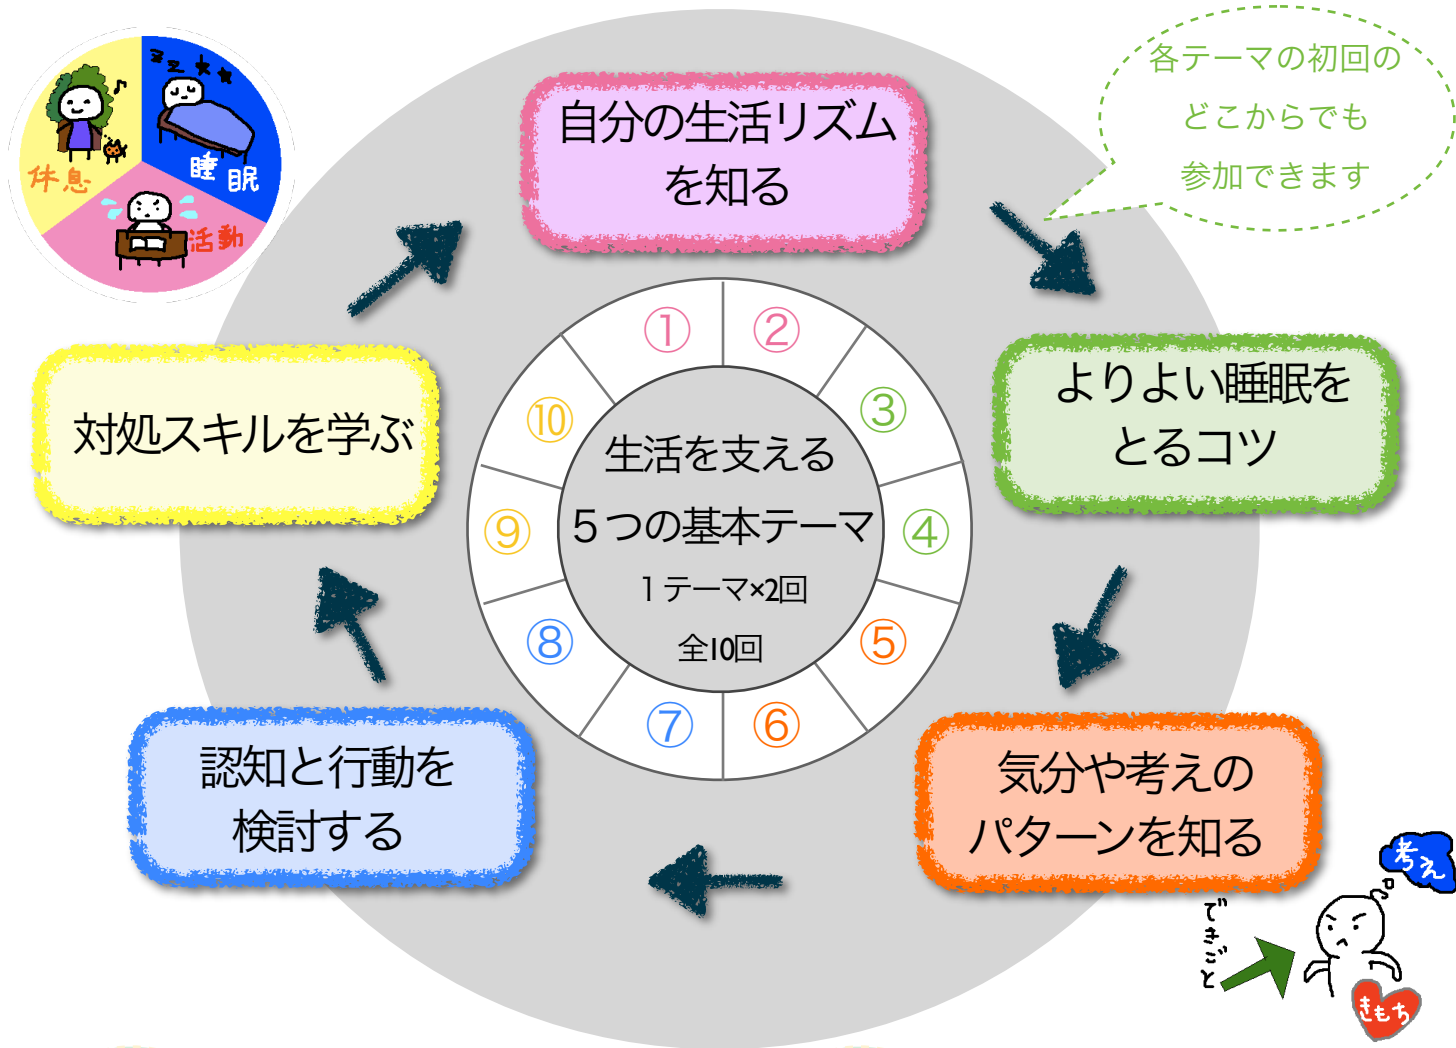 休息
睡眠
活動
各テーマの初回の
どこからでも
参加できます
自分の生活リズム
を知る
よりよい睡眠を
とるコツ
気分や考えの
パターンを知る
認知と行動を
検討する
対処スキルを学ぶ
①
②
③
④
⑤
⑥
⑦
⑧
⑨
⑩
生活を支える
５つの基本テーマ
１テーマ×2回
全10回
考え
できごと
きもち